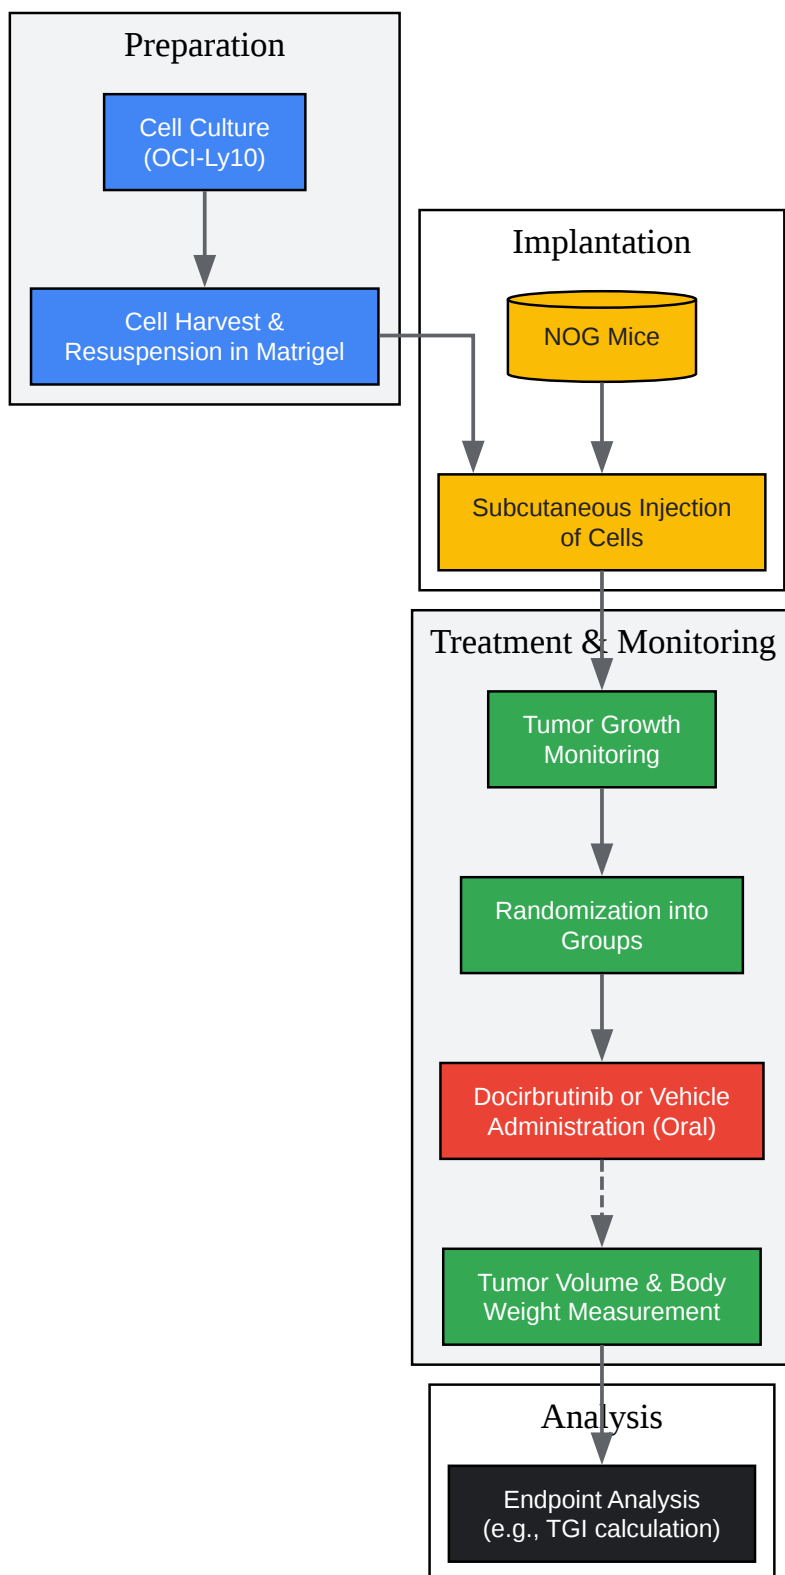 Preparation
Cell Culture
(OCI-Ly10)
Cell Harvest &
Resuspension in Matrigel
Implantation
NOG Mice
Subcutaneous Injection
of Cells
Treatment & Monitoring
Tumor Growth
Monitoring
Randomization into
Groups
Docirbrutinib or Vehicle
Administration (Oral)
Tumor Volume & Body
Weight Measurement
Analysis
Endpoint Analysis
(e.g., TGI calculation)